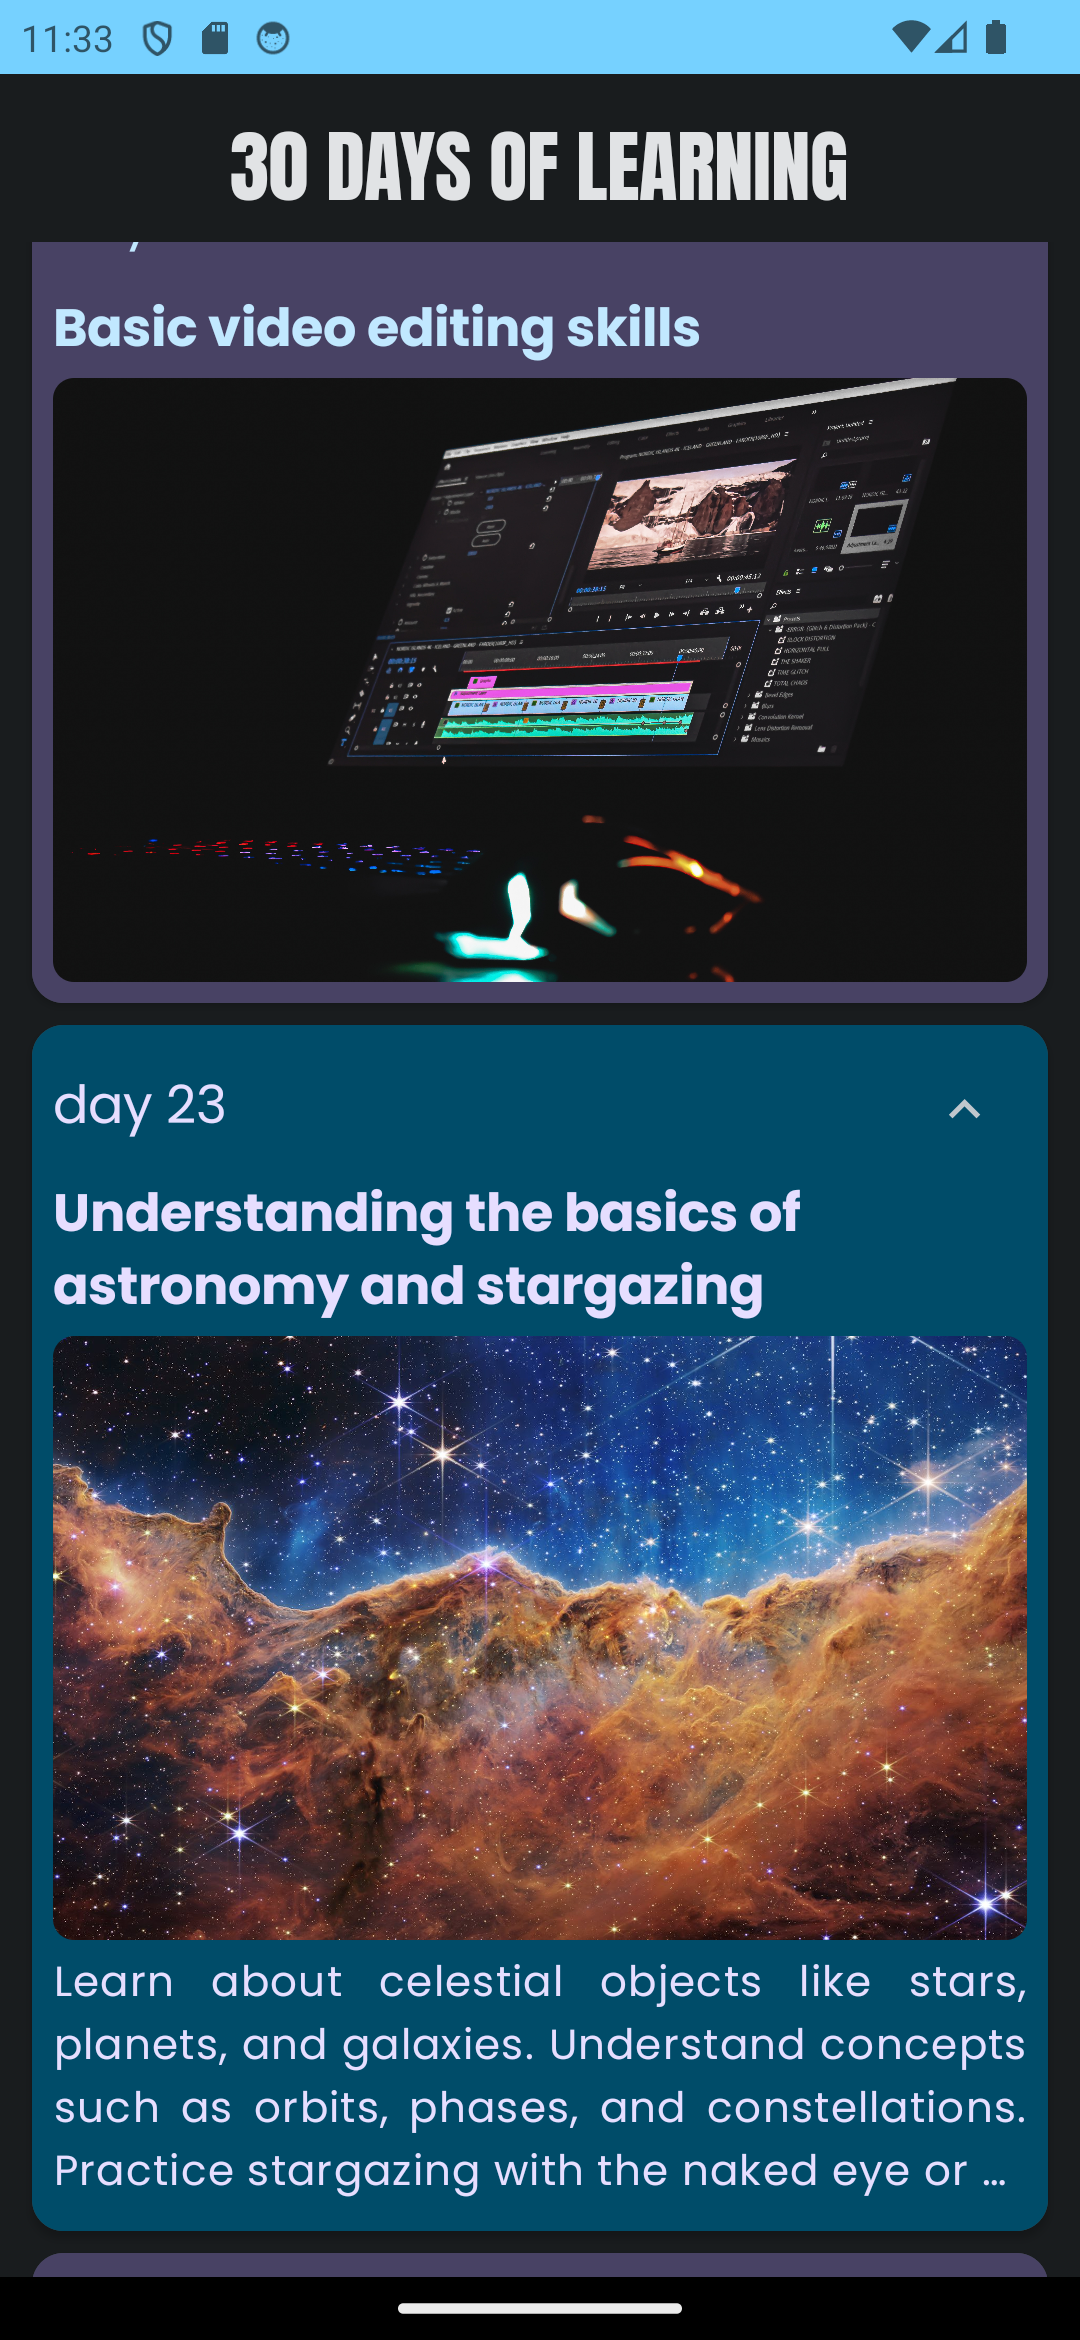 11:33
30 DAYS OF LEARNING
Basic video editing skills
day 23
Understanding the basics of
astronomy and stargazing
Learn about celestial objects like stars,
planets, and galaxies. Understand concepts
such as orbits, phases, and constellations.
Practice stargazing with the naked eye or ...